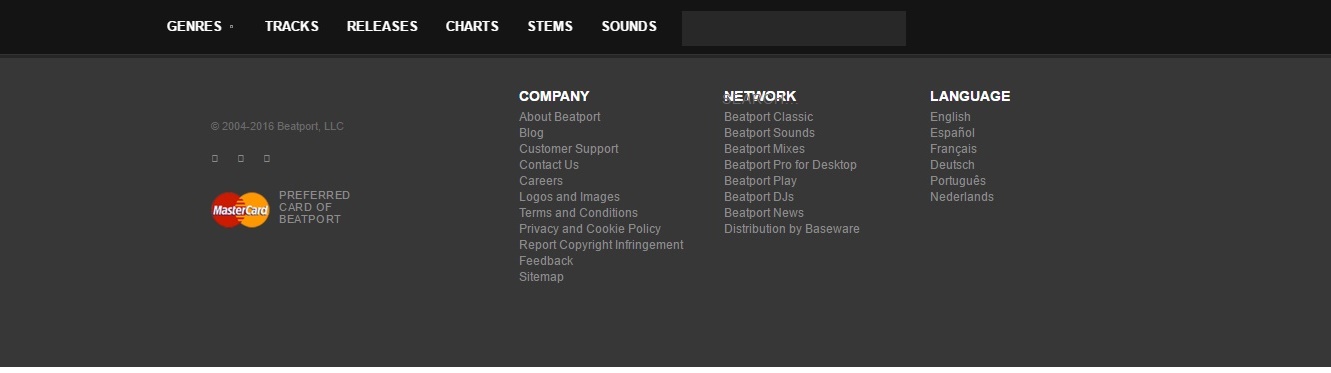 GENRES TRACKS RELEASES CHARTS STEMS SOUNDS
© 2004-2016 Beatport, LLC
MasterCard
PREFERRED
CARD OF
BEATPORT
COMPANY
About Beatport
Blog
Customer Support
Contact Us
Careers
Logos and Images
Terms and Conditions
Privacy and Cookie Policy
Report Copyright Infringement
Feedback
Sitemap
NETWORK
SEARCH...
Beatport Classic
Beatport Sounds
Beatport Mixes
Beatport Pro for Desktop
Beatport Play
Beatport DJs
Beatport News
Distribution by Baseware
LANGUAGE
English
Español
Français
Deutsch
Português
Nederlands